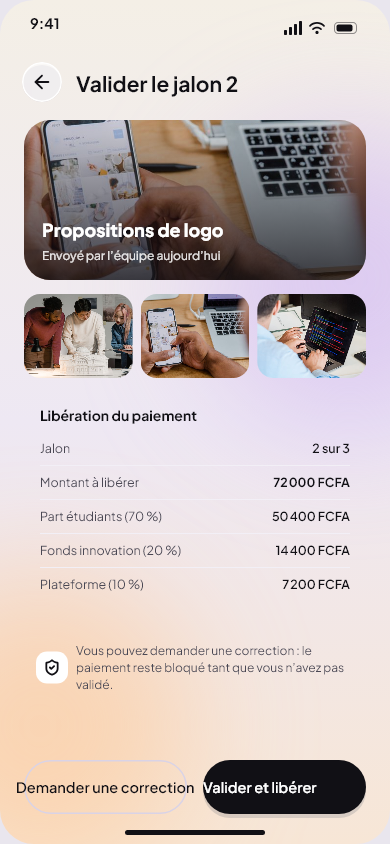 9:41
Valider le jalon 2
Propositions de logo
Envoyé par l'équipe aujourd'hui
Libération du paiement
Jalon 2 sur 3
Montant à libérer 72 000 FCFA
Part étudiants (70 %) 50 400 FCFA
Fonds innovation (20 %) 14 400 FCFA
Plateforme (10 %) 7 200 FCFA
Vous pouvez demander une correction : le
paiement reste bloqué tant que vous n'avez pas
validé.
Demander une correction Valider et libérer